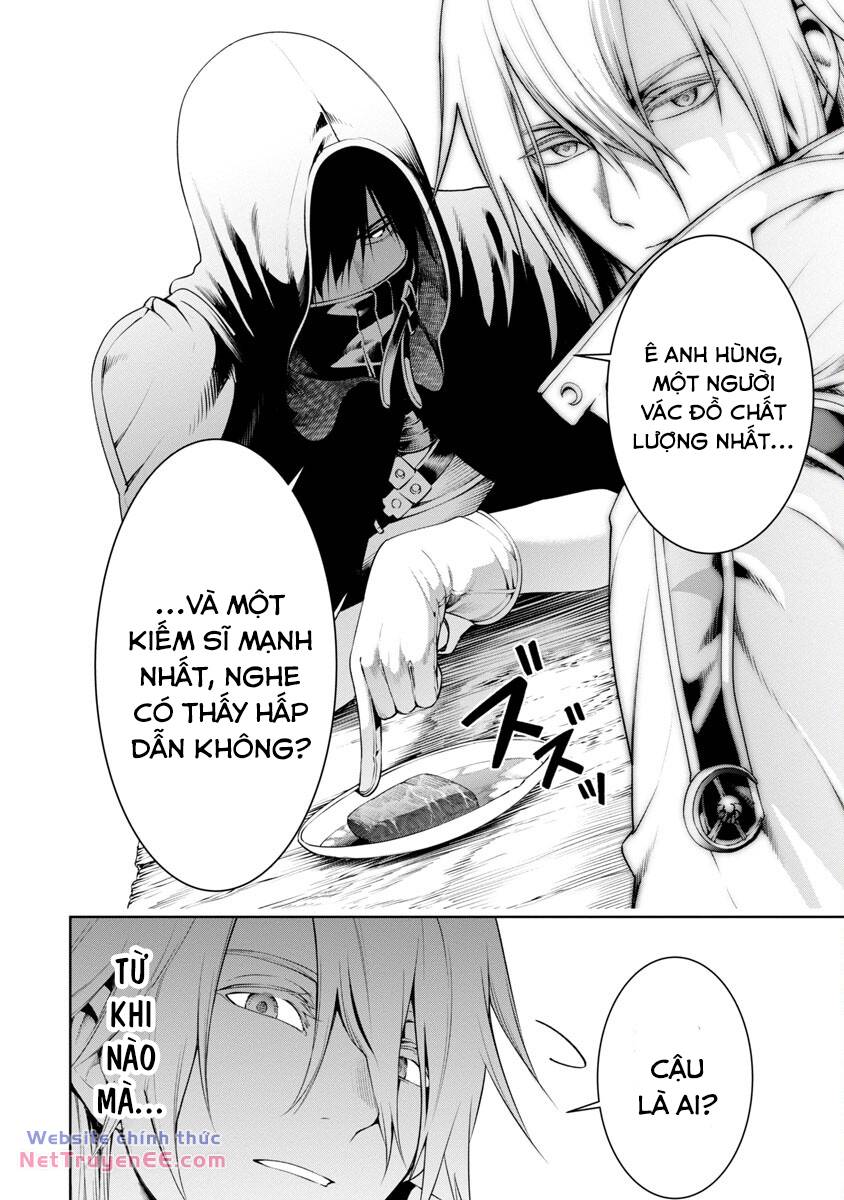 Ê ANH HÙNG,
MỘT NGƯỜI
VÁC ĐỒ CHẤT
LƯỢNG NHẤT...
...VÀ MỘT
KIẾM SĨ MẠNH
NHẤT, NGHE
CÓ THẤY HẤP
DẪN KHÔNG?
ズズ
CẬU
LÀ AI?
TỪ
KHI
NÀO
MÀ...
Website chính thức
NetTruyenEE.com